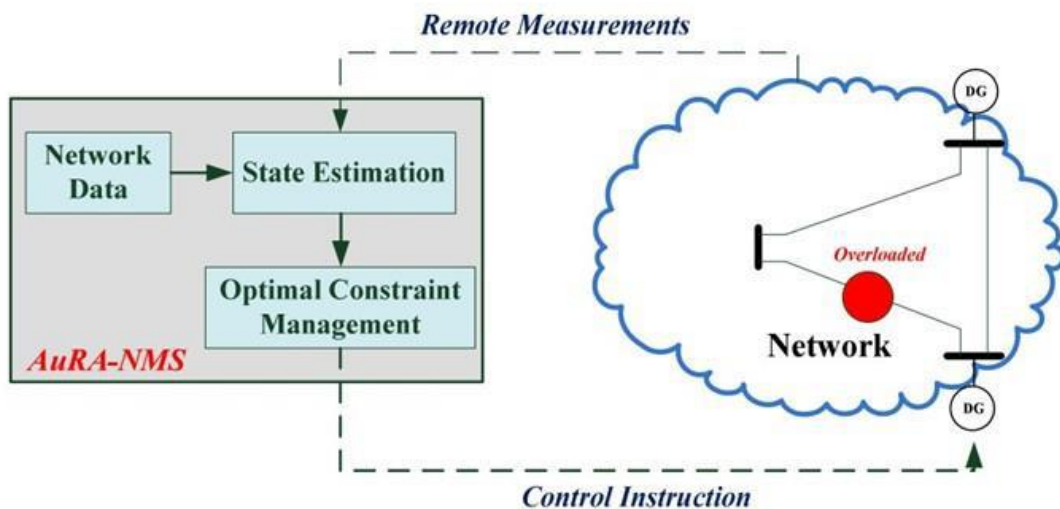 Remote Measurements
DG
Network
Data
State Estimation
Overloaded
Optimal Constraint
Management
Network
AuRA-NMS
DG
Control Instruction